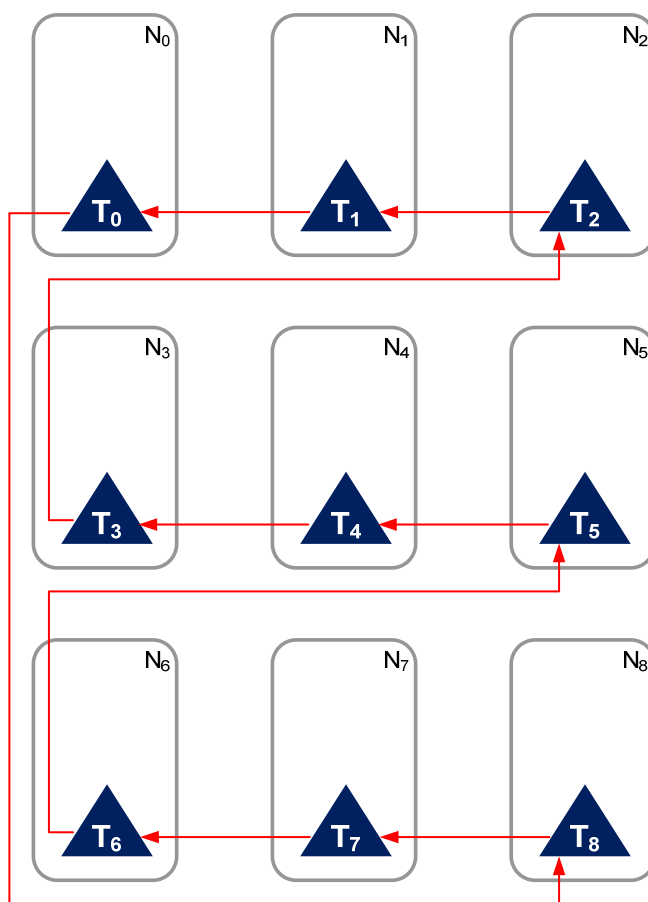 N₀ N₁ N₂
T₀ T₁ T₂
N₃ N₄ N₅
T₃ T₄ T₅
N₆ N₇ N₈
T₆ T₇ T₈